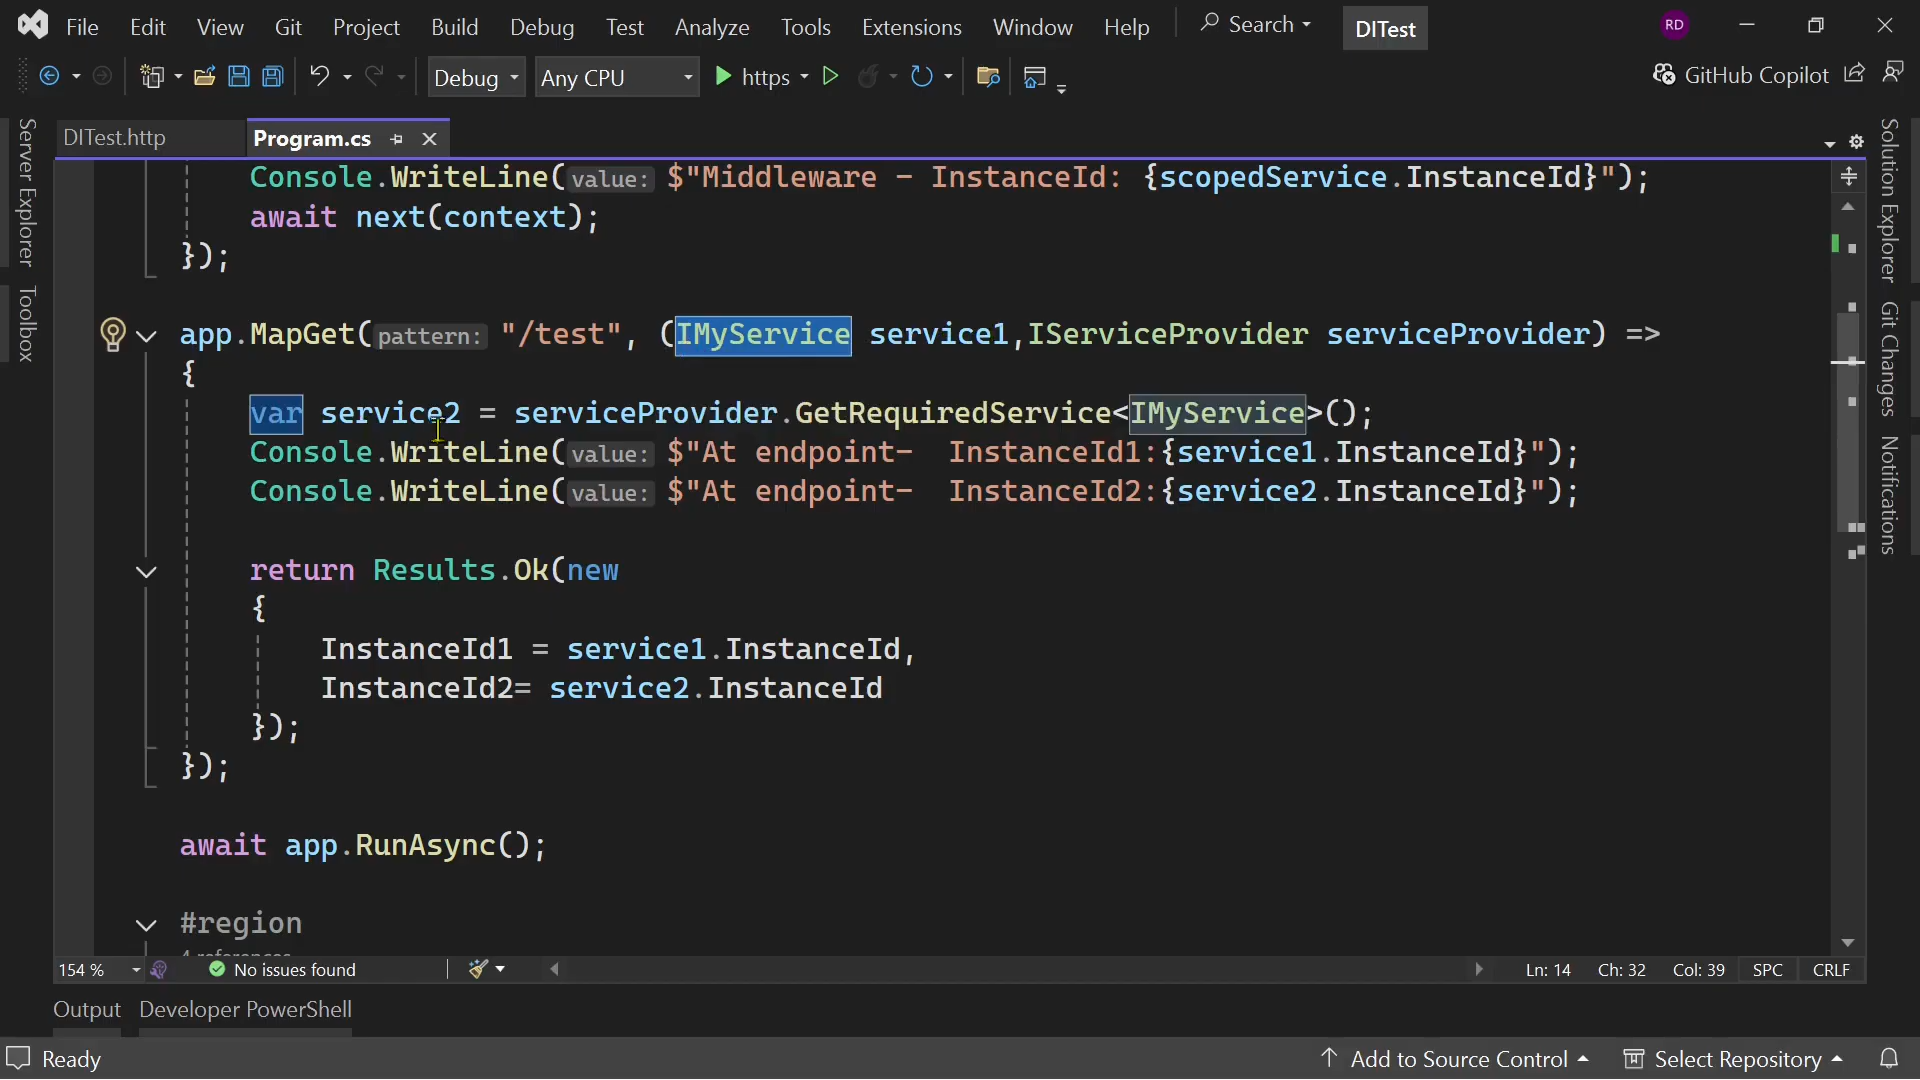 File Edit View Git Project Build Debug Test Analyze Tools Extensions Window Help Search DITest RD
Debug Any CPU https GitHub Copilot
DITest.http Program.cs
Server Explorer
Toolbox
Console.WriteLine(value: $"Middleware - InstanceId: {scopedService.InstanceId}");
await next(context);
});
app.MapGet(pattern: "/test", (IMyService service1,IServiceProvider serviceProvider) =>
{
var service2 = serviceProvider.GetRequiredService<IMyService>();
Console.WriteLine(value: $"At endpoint-  InstanceId1:{service1.InstanceId}");
Console.WriteLine(value: $"At endpoint-  InstanceId2:{service2.InstanceId}");
return Results.Ok(new
{
InstanceId1 = service1.InstanceId,
InstanceId2= service2.InstanceId
});
});
await app.RunAsync();
#region
4 references
Solution Explorer
Git Changes
Notifications
154 % No issues found Ln: 14 Ch: 32 Col: 39 SPC CRLF
Output Developer PowerShell
Ready Add to Source Control Select Repository